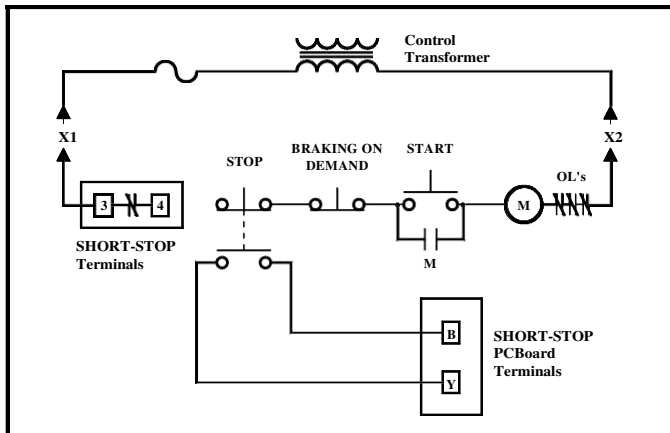 Control
Transformer
X1
X2
STOP
BRAKING ON
DEMAND
START
OL's
3
4
M
SHORT-STOP
Terminals
M
B
SHORT-STOP
PCBoard
Terminals
Y